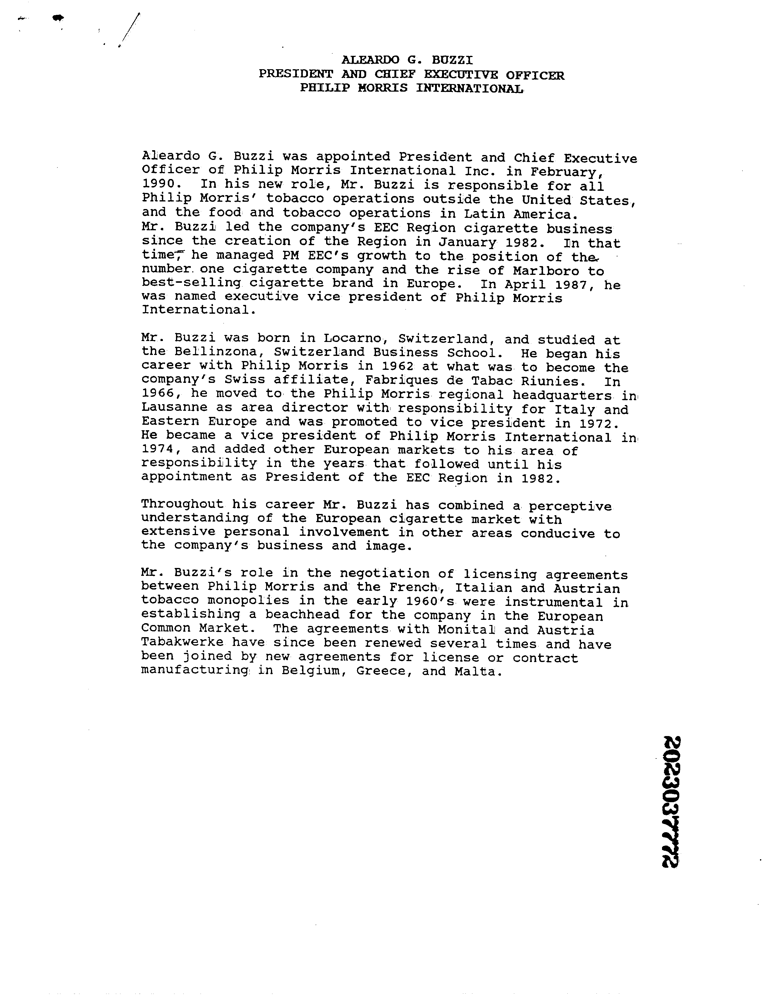 ALEARDO G. BUZZI
PRESIDENT AND CHIEF EXECUTIVE OFFICER
PHILIP MORRIS INTERNATIONAL
Aleardo G. Buzzi was appointed President and Chief Executive
Officer of Philip Morris International Inc. in February,
1990. In his new role, Mr. Buzzi is responsible for all
Philip Morris' tobacco operations outside the United States,
and the food and tobacco operations in Latin America.
Mr. Buzzi led the company's EEC Region cigarette business
since the creation of the Region in January 1982. In that
time, he managed PM EEC's growth to the position of the
number one cigarette company and the rise of Marlboro to
best-selling cigarette brand in Europe. In April 1987, he
was named executive vice president of Philip Morris
International.
Mr. Buzzi was born in Locarno, Switzerland, and studied at
the Bellinzona, Switzerland Business School. He began his
career with Philip Morris in 1962 at what was to become the
company's Swiss affiliate, Fabriques de Tabac Riunies. In
1966, he moved to the Philip Morris regional headquarters in
Lausanne as area director with responsibility for Italy and
Eastern Europe and was promoted to vice president in 1972.
He became a vice president of Philip Morris International in
1974, and added other European markets to his area of
responsibility in the years that followed until his
appointment as President of the EEC Region in 1982.
Throughout his career Mr. Buzzi has combined a perceptive
understanding of the European cigarette market with
extensive personal involvement in other areas conducive to
the company's business and image.
Mr. Buzzi's role in the negotiation of licensing agreements
between Philip Morris and the French, Italian and Austrian
tobacco monopolies in the early 1960's were instrumental in
establishing a beachhead for the company in the European
Common Market. The agreements with Monital and Austria
Tabakwerke have since been renewed several times and have
been joined by new agreements for license or contract
manufacturing in Belgium, Greece, and Malta.
2023037772